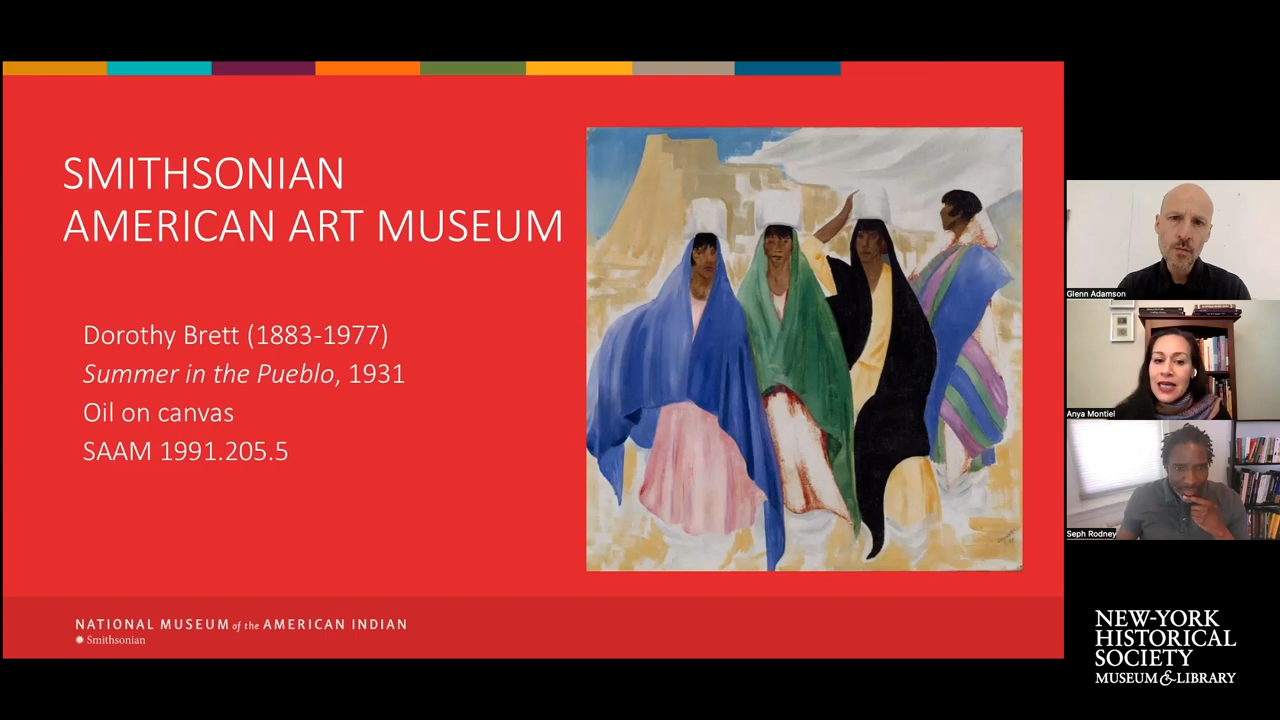 SMITHSONIAN
AMERICAN ART MUSEUM
Dorothy Brett (1883-1977)
Summer in the Pueblo, 1931
Oil on canvas
SAAM 1991.205.5
NATIONAL MUSEUM of the AMERICAN INDIAN
Smithsonian
Glenn Adamson
Anya Montiel
Seph Rodney
NEW-YORK
HISTORICAL
SOCIETY
MUSEUM & LIBRARY